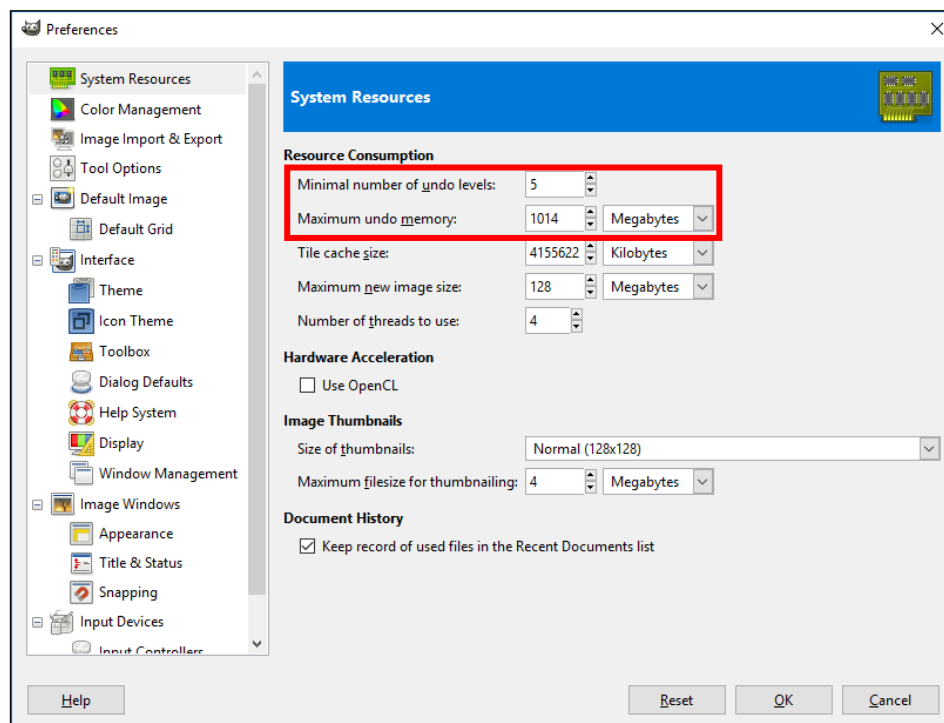 Preferences
System Resources
Color Management
Image Import & Export
Tool Options
Default Image
Default Grid
Interface
Theme
Icon Theme
Toolbox
Dialog Defaults
Help System
Display
Window Management
Image Windows
Appearance
Title & Status
Snapping
Input Devices
Input Controllers
System Resources
Resource Consumption
Minimal number of undo levels: 5
Maximum undo memory: 1014 Megabytes
Tile cache size: 4155622 Kilobytes
Maximum new image size: 128 Megabytes
Number of threads to use: 4
Hardware Acceleration
Use OpenCL
Image Thumbnails
Size of thumbnails: Normal (128x128)
Maximum filesize for thumbnailing: 4 Megabytes
Document History
Keep record of used files in the Recent Documents list
Help Reset OK Cancel